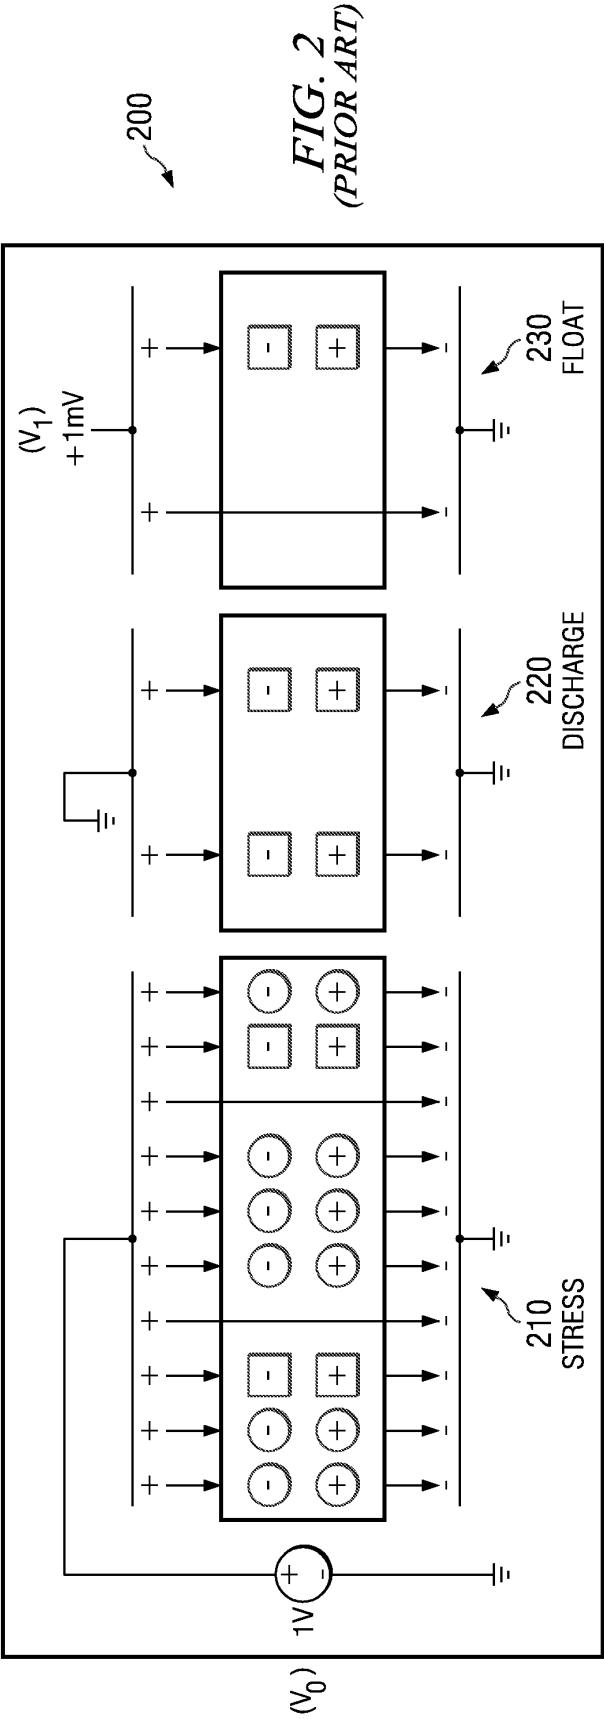 200
FIG. 2
(PRIOR ART)
(V1)
+1mV
+ + + + + + + + + + + + + +
- - - - - - - - - -
+ + + + + + + + + +
- - - - - - - - - - - - - -
+
-
1V
(V0)
210
STRESS
220
DISCHARGE
230
FLOAT